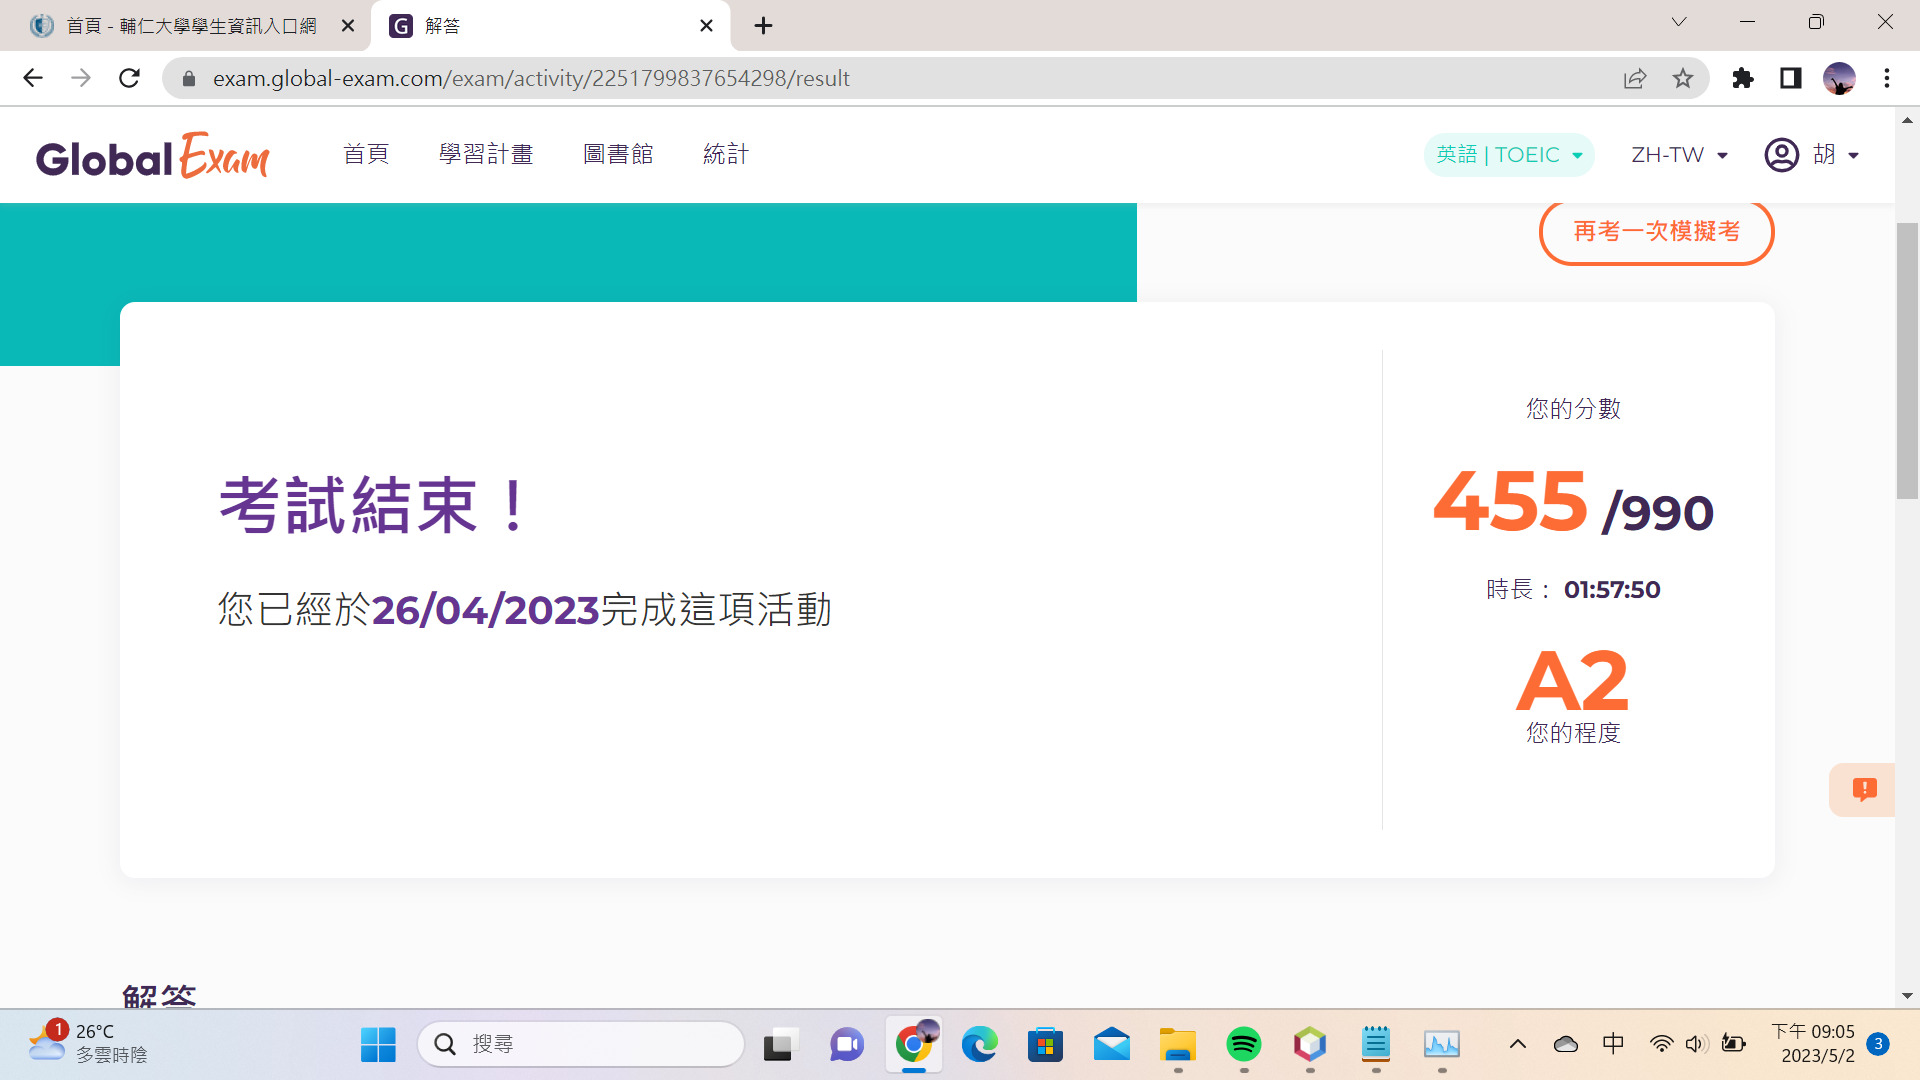 首頁 - 輔仁大學學生資訊入口網
G 解答
exam.global-exam.com/exam/activity/2251799837654298/result
Global Exam
首頁 學習計畫 圖書館 統計
英語 | TOEIC ZH-TW 胡
再考一次模擬考
考試結束！
您已經於26/04/2023完成這項活動
您的分數
455 /990
時長： 01:57:50
A2
您的程度
解答
1
26°C
多雲時陰
搜尋
中
下午 09:05
2023/5/2
3